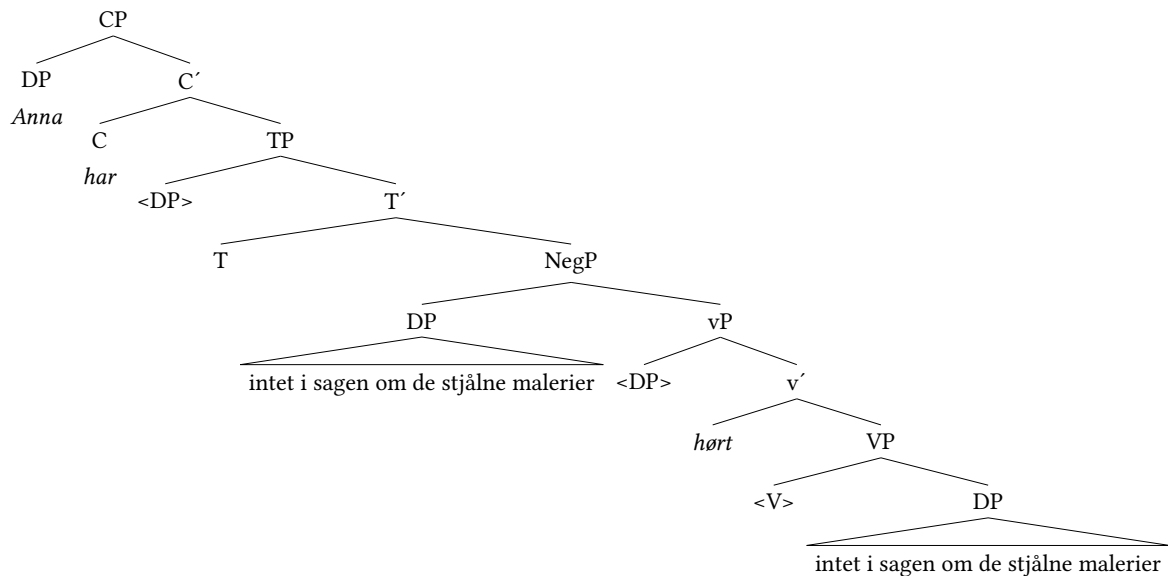 CP
DP C´
Anna
C TP
har
<DP> T´
T NegP
DP vP
intet i sagen om de stjålne malerier <DP> v´
hørt VP
<V> DP
intet i sagen om de stjålne malerier